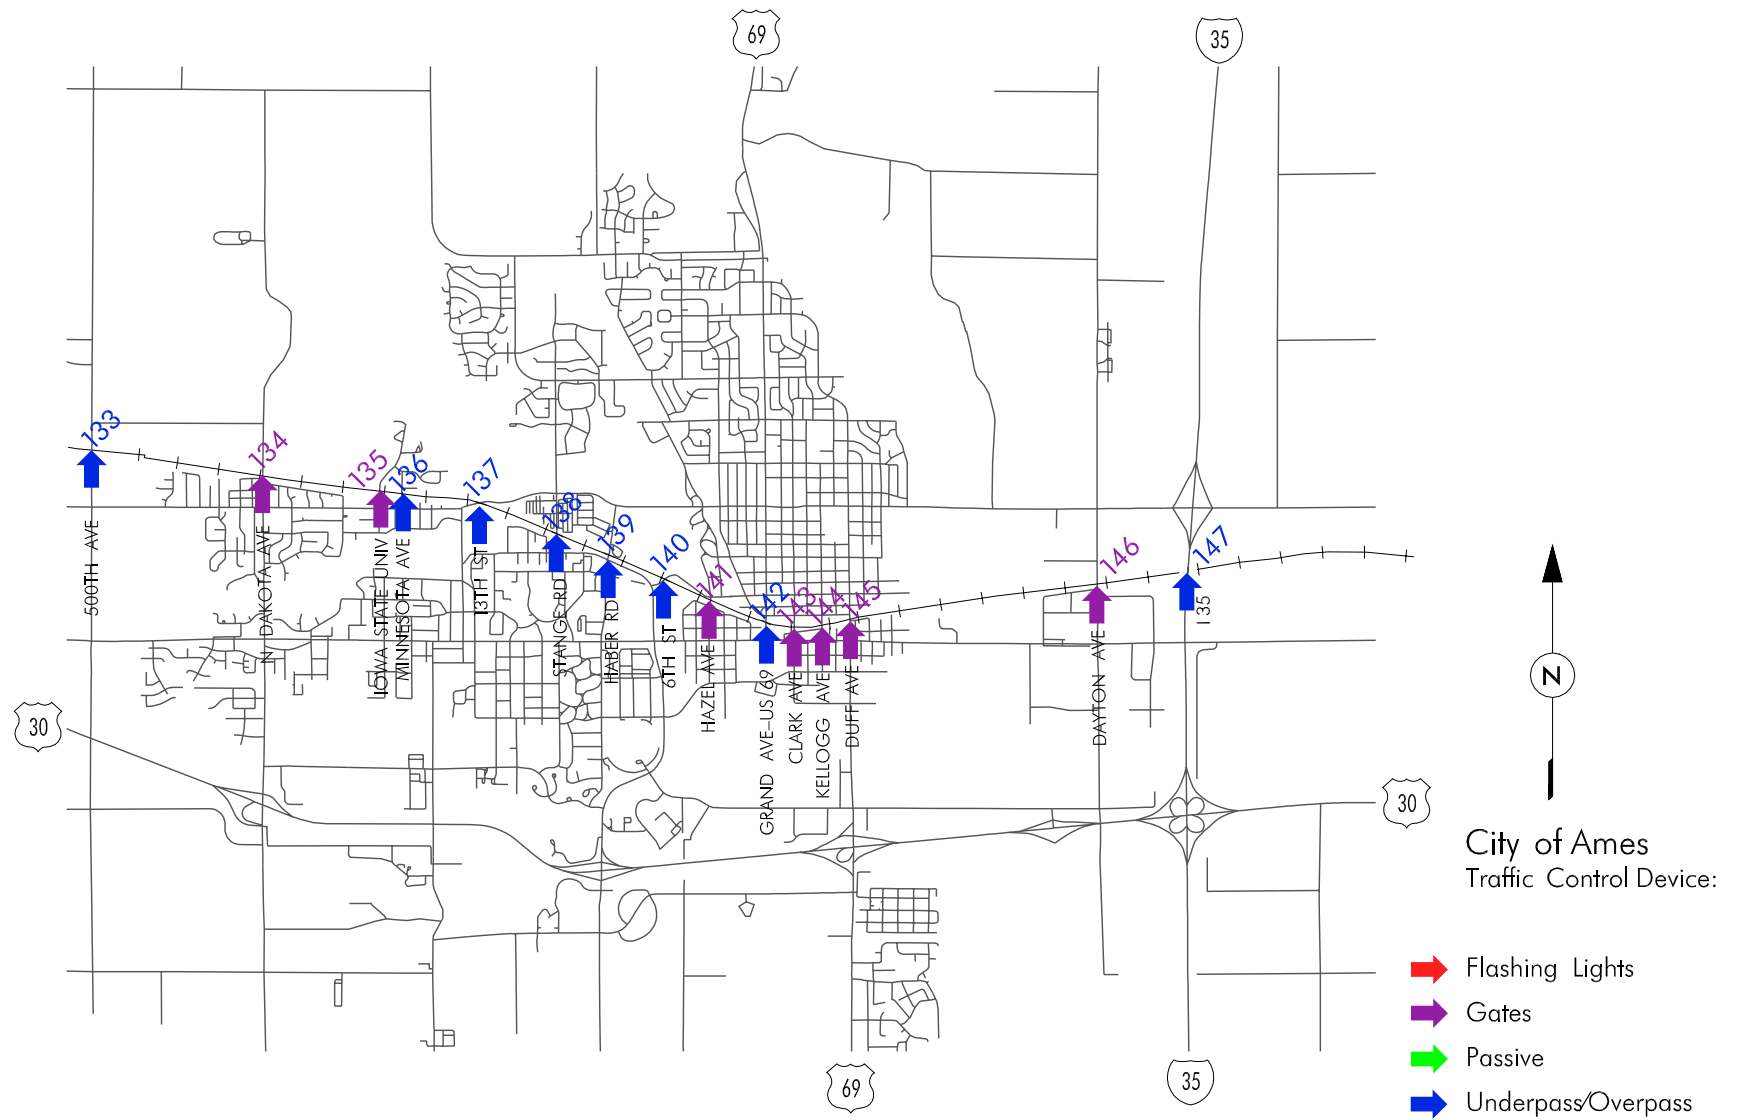 69
35
133
134
135
136
137
138
139
140
141
142
143
144
145
146
147
500TH AVE
N DAKOTA AVE
IOWA STATE UNIV
MINNESOTA AVE
13TH ST
STANGE RD
HABER RD
6TH ST
HAZEL AVE
GRAND AVE-US 69
CLARK AVE
KELLOGG AVE
DUFF AVE
DAYTON AVE
I35
N
30
30
City of Ames
Traffic Control Device:
Flashing Lights
Gates
Passive
Underpass/Overpass
69
35